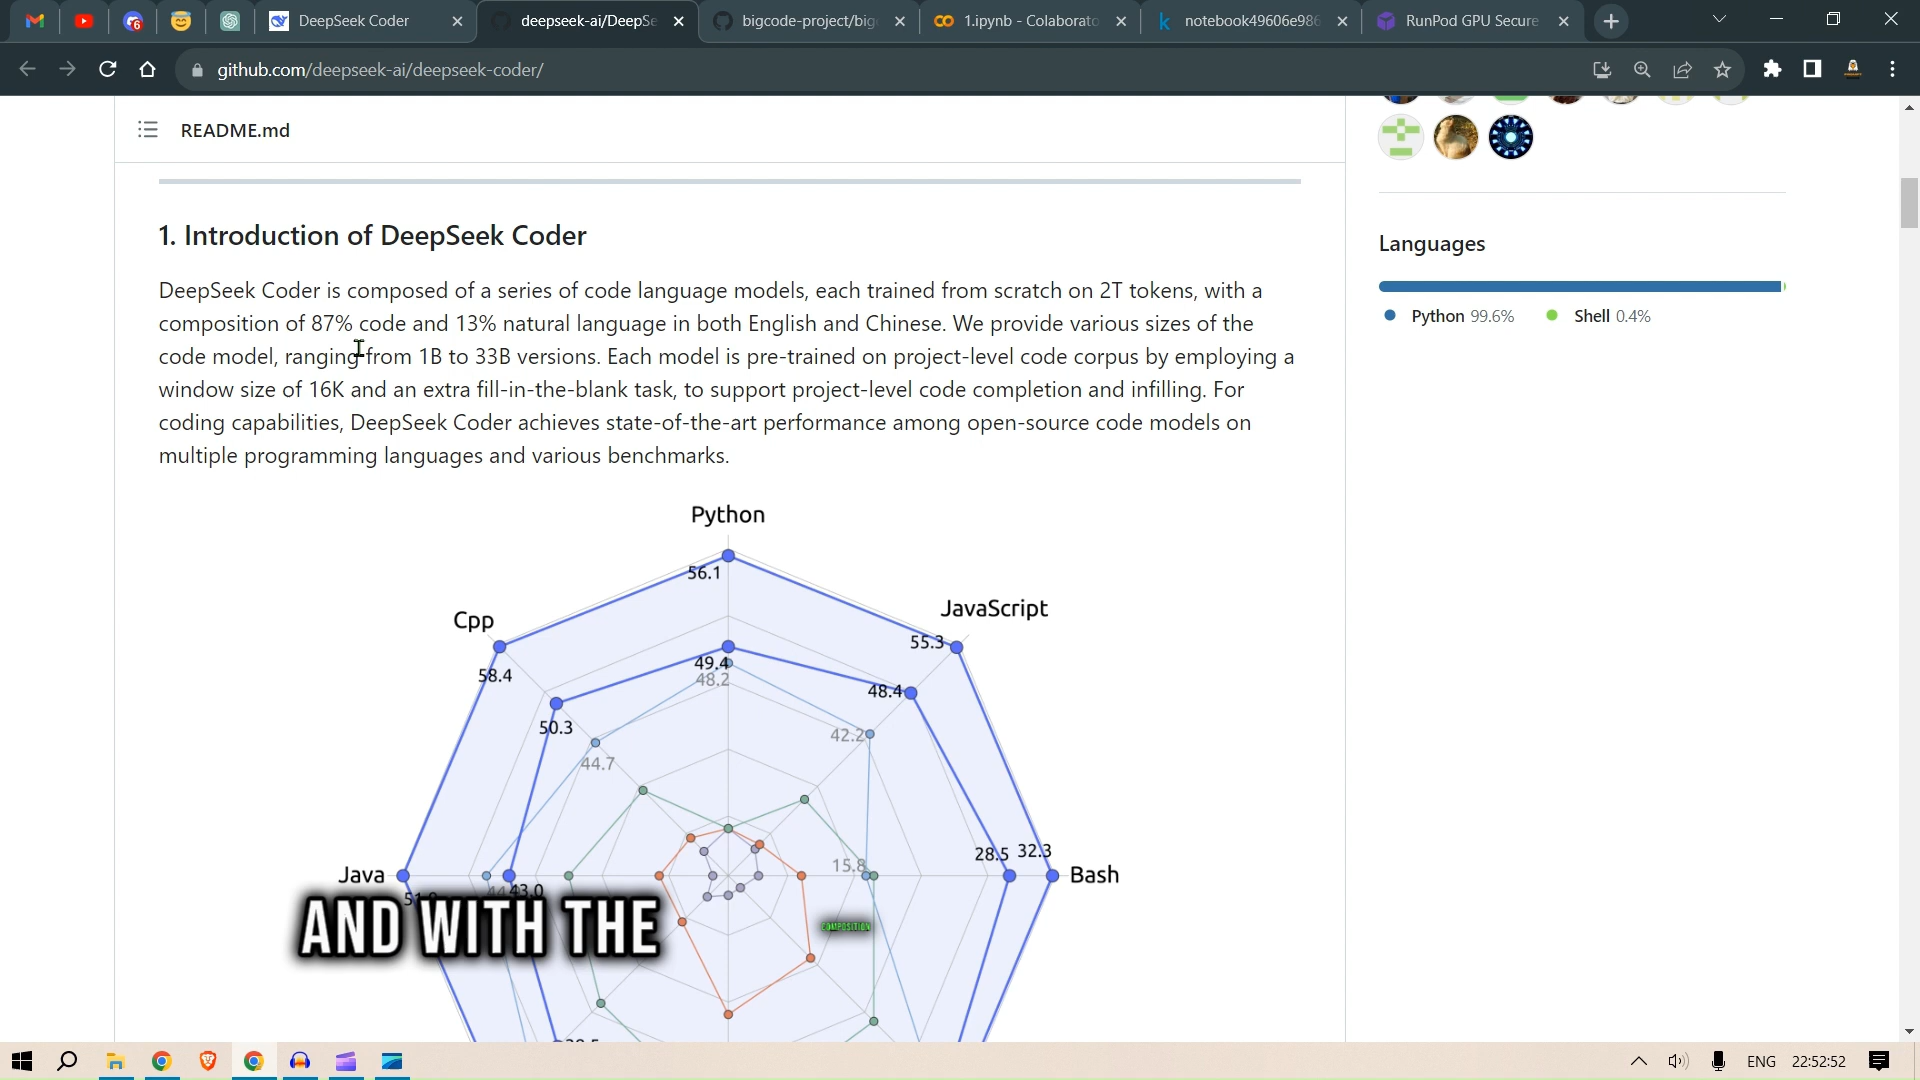 DeepSeek Coder
deepseek-ai/DeepSe
bigcode-project/big
1.ipynb - Colaborato
notebook49606e986
RunPod GPU Secure
github.com/deepseek-ai/deepseek-coder/
README.md
1. Introduction of DeepSeek Coder
DeepSeek Coder is composed of a series of code language models, each trained from scratch on 2T tokens, with a
composition of 87% code and 13% natural language in both English and Chinese. We provide various sizes of the
code model, ranging from 1B to 33B versions. Each model is pre-trained on project-level code corpus by employing a
window size of 16K and an extra fill-in-the-blank task, to support project-level code completion and infilling. For
coding capabilities, DeepSeek Coder achieves state-of-the-art performance among open-source code models on
multiple programming languages and various benchmarks.
Languages
Python 99.6%
Shell 0.4%
Python
56.1
JavaScript
Cpp
55.3
49.4
58.4
48.2
48.4
50.3
42.2
44.7
28.5
32.3
15.8
Java
Bash
43.0
AND WITH THE
COMPOSITION
ENG
22:52:52